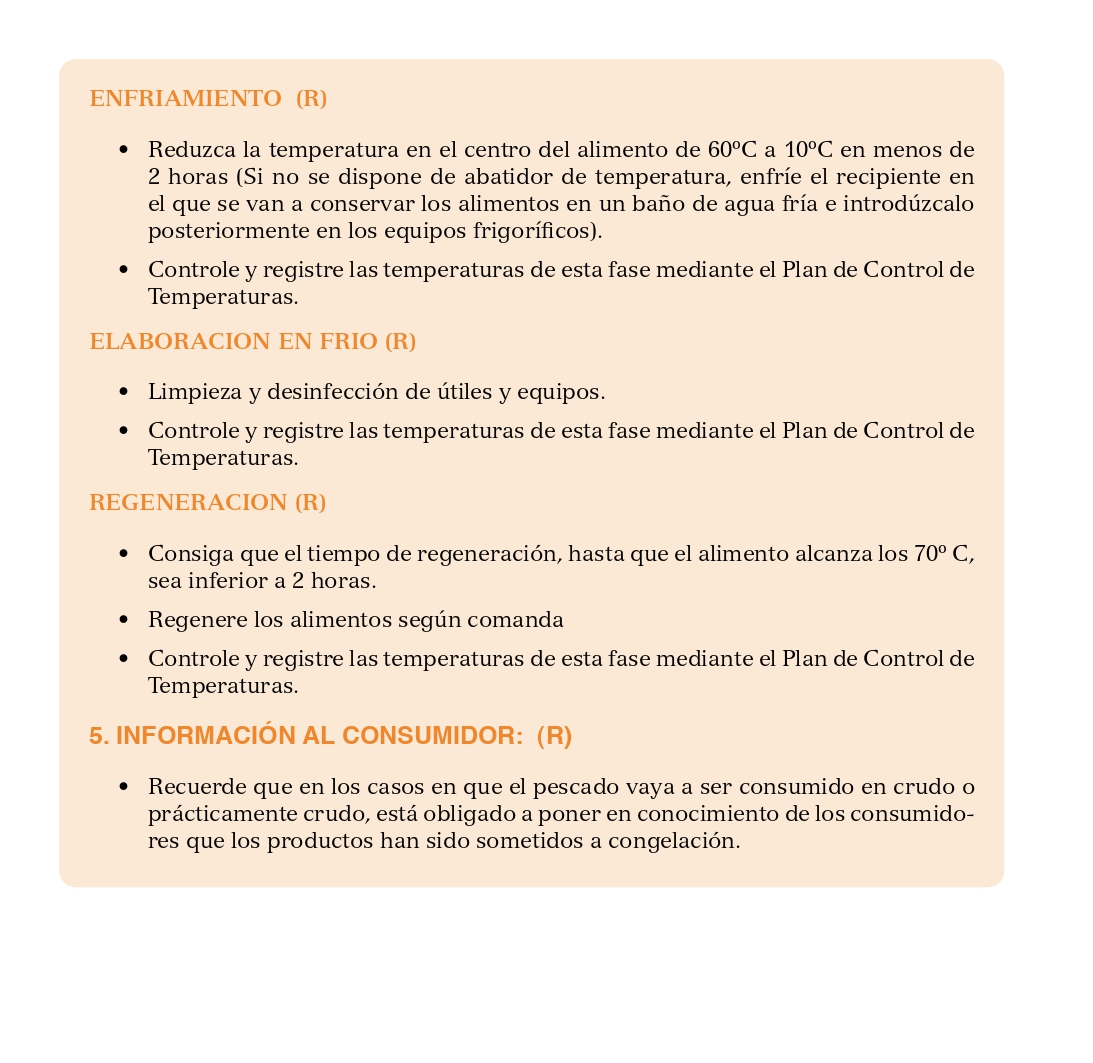 ENFRIAMIENTO (R)
• Reduzca la temperatura en el centro del alimento de 60ºC a 10ºC en menos de
2 horas (Si no se dispone de abatidor de temperatura, enfríe el recipiente en
el que se van a conservar los alimentos en un baño de agua fría e introdúzcalo
posteriormente en los equipos frigoríficos).
• Controle y registre las temperaturas de esta fase mediante el Plan de Control de
Temperaturas.
ELABORACION EN FRIO (R)
• Limpieza y desinfección de útiles y equipos.
• Controle y registre las temperaturas de esta fase mediante el Plan de Control de
Temperaturas.
REGENERACION (R)
• Consiga que el tiempo de regeneración, hasta que el alimento alcanza los 70º C,
sea inferior a 2 horas.
• Regenere los alimentos según comanda
• Controle y registre las temperaturas de esta fase mediante el Plan de Control de
Temperaturas.
5. INFORMACIÓN AL CONSUMIDOR: (R)
• Recuerde que en los casos en que el pescado vaya a ser consumido en crudo o
prácticamente crudo, está obligado a poner en conocimiento de los consumido-
res que los productos han sido sometidos a congelación.